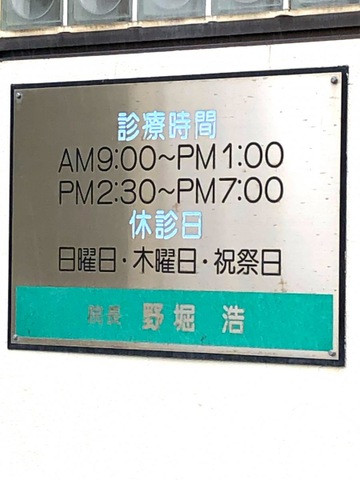 診療時間
AM9:00～PM1:00
PM2:30～PM7:00
休診日
日曜日・木曜日・祝祭日
院長 野堀 浩